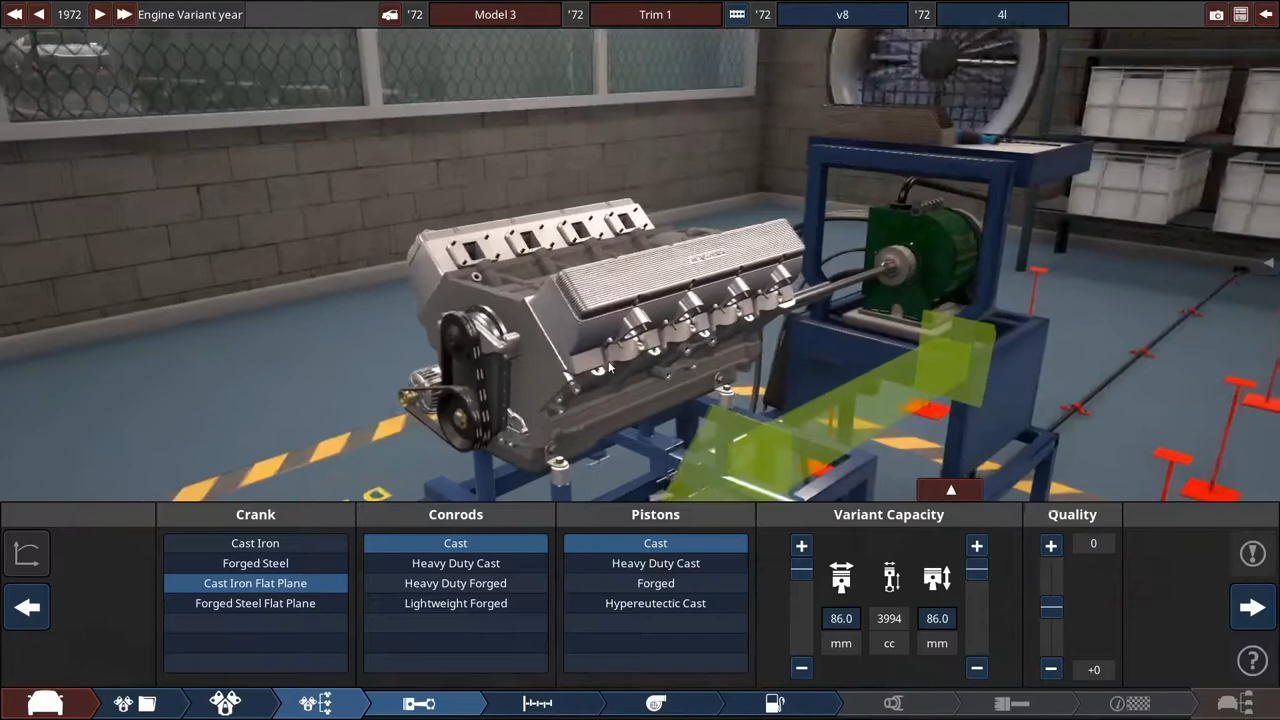 1972 Engine Variant year '72 Model 3 '72 Trim 1 '72 v8 '72 4l
Crank Conrods Pistons Variant Capacity Quality
Cast Iron Cast Cast 0
Forged Steel Heavy Duty Cast Heavy Duty Cast
Cast Iron Flat Plane Heavy Duty Forged Forged
Forged Steel Flat Plane Lightweight Forged Hypereutectic Cast
86.0 3994 86.0
mm cc mm
+0